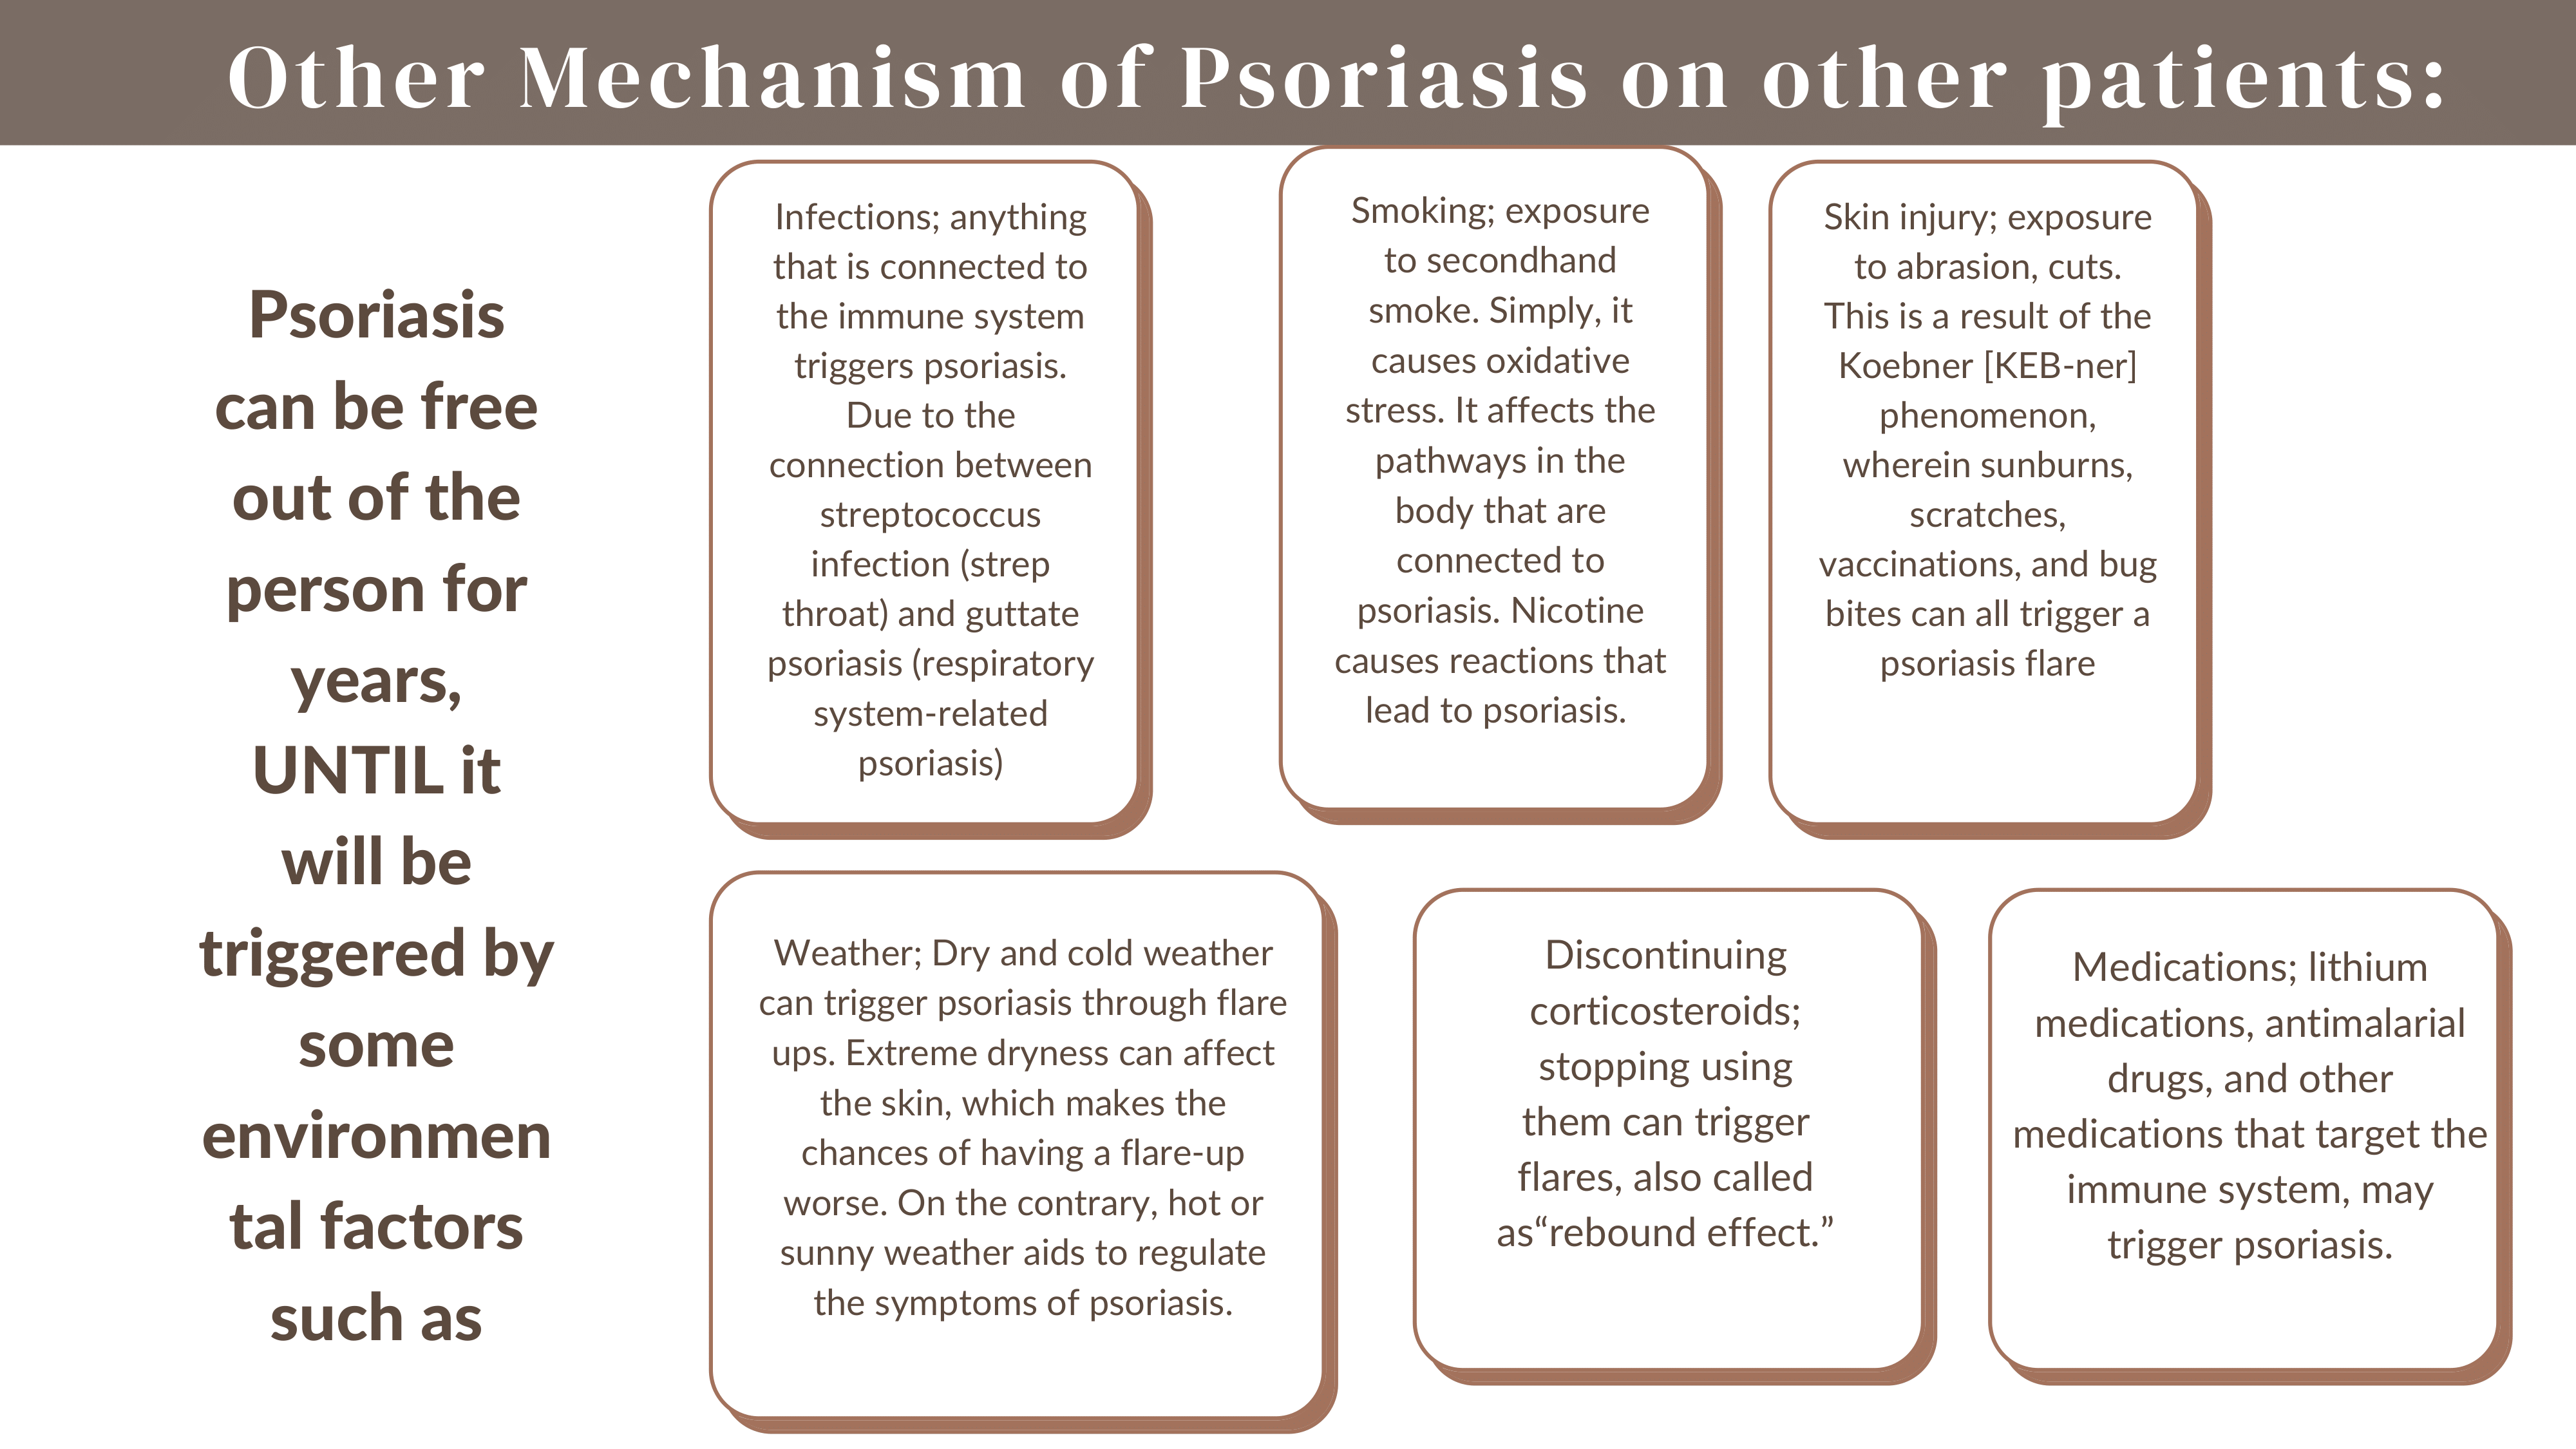 Other Mechanism of Psoriasis on other patients:
Psoriasis
can be free
out of the
person for
years,
UNTIL it
will be
triggered by
some
environmen
tal factors
such as
Infections; anything
that is connected to
the immune system
triggers psoriasis.
Due to the
connection between
streptococcus
infection (strep
throat) and guttate
psoriasis (respiratory
system-related
psoriasis)
Smoking; exposure
to secondhand
smoke. Simply, it
causes oxidative
stress. It affects the
pathways in the
body that are
connected to
psoriasis. Nicotine
causes reactions that
lead to psoriasis.
Skin injury; exposure
to abrasion, cuts.
This is a result of the
Koebner [KEB-ner]
phenomenon,
wherein sunburns,
scratches,
vaccinations, and bug
bites can all trigger a
psoriasis flare
Weather; Dry and cold weather
can trigger psoriasis through flare
ups. Extreme dryness can affect
the skin, which makes the
chances of having a flare-up
worse. On the contrary, hot or
sunny weather aids to regulate
the symptoms of psoriasis.
Discontinuing
corticosteroids;
stopping using
them can trigger
flares, also called
as“rebound effect.”
Medications; lithium
medications, antimalarial
drugs, and other
medications that target the
immune system, may
trigger psoriasis.